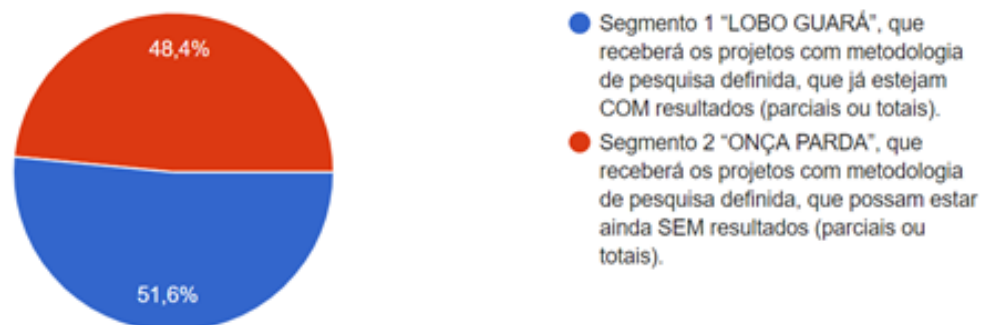 48,4%
51,6%
Segmento 1 “LOBO GUARÁ”, que
receberá os projetos com metodologia
de pesquisa definida, que já estejam
COM resultados (parciais ou totais).
Segmento 2 “ONÇA PARDA”, que
receberá os projetos com metodologia
de pesquisa definida, que possam estar
ainda SEM resultados (parciais ou
totais).